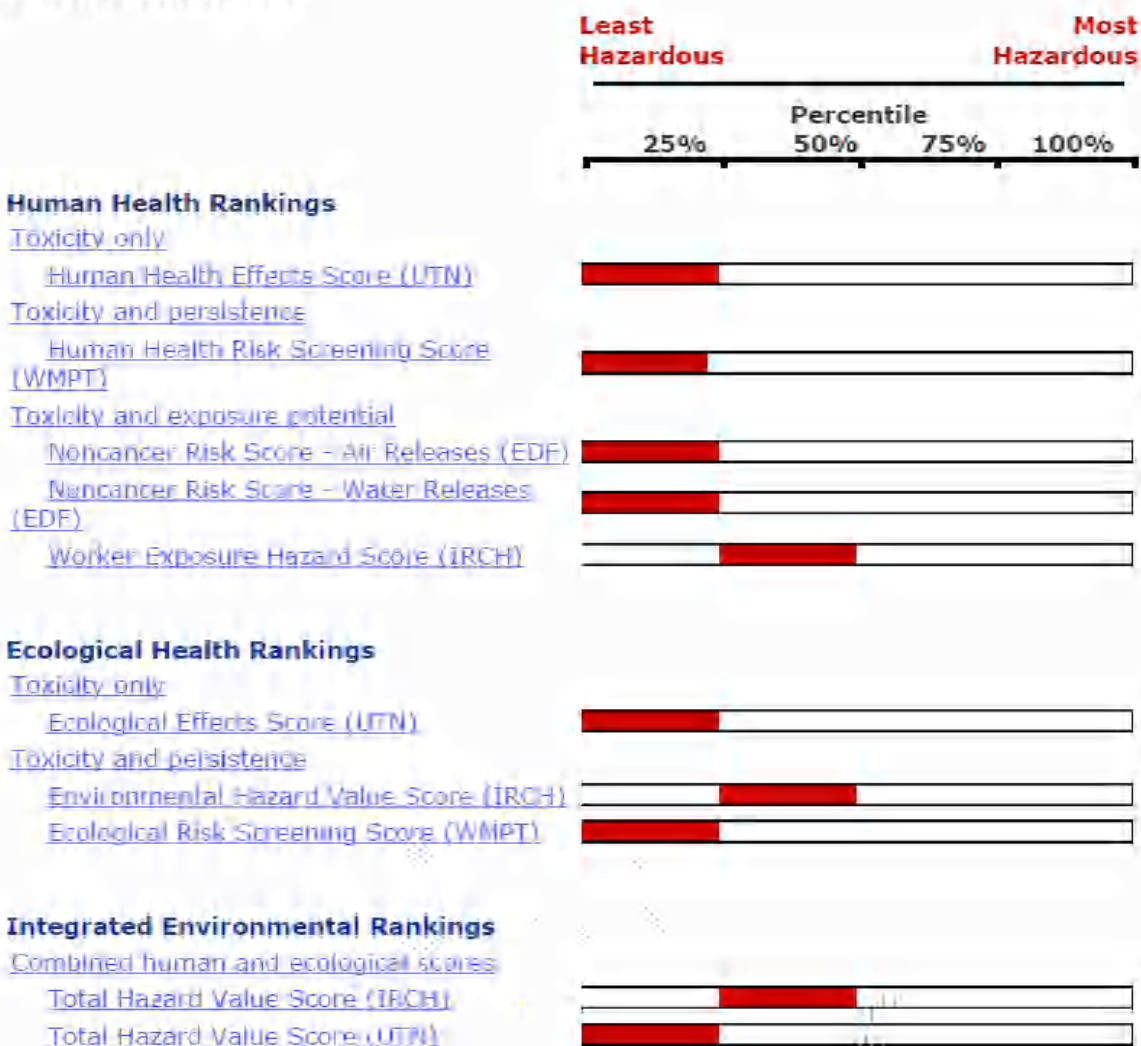 Least Most
Hazardous Hazardous
Percentile
25% 50% 75% 100%
Human Health Rankings
Toxicity only
Human Health Effects Score (UTN)
Toxicity and persistence
Human Health Risk Screening Score
(WMPT)
Toxicity and exposure potential
Noncancer Risk Score - Air Releases (EDF)
Noncancer Risk Score - Water Releases
(EDF)
Worker Exposure Hazard Score (IRCH)
Ecological Health Rankings
Toxicity only
Ecological Effects Score (UTN)
Toxicity and persistence
Environmental Hazard Value Score (IRCH)
Ecological Risk Screening Score (WMPT)
Integrated Environmental Rankings
Combined human and ecological scores
Total Hazard Value Score (IRCH)
Total Hazard Value Score (UTN)